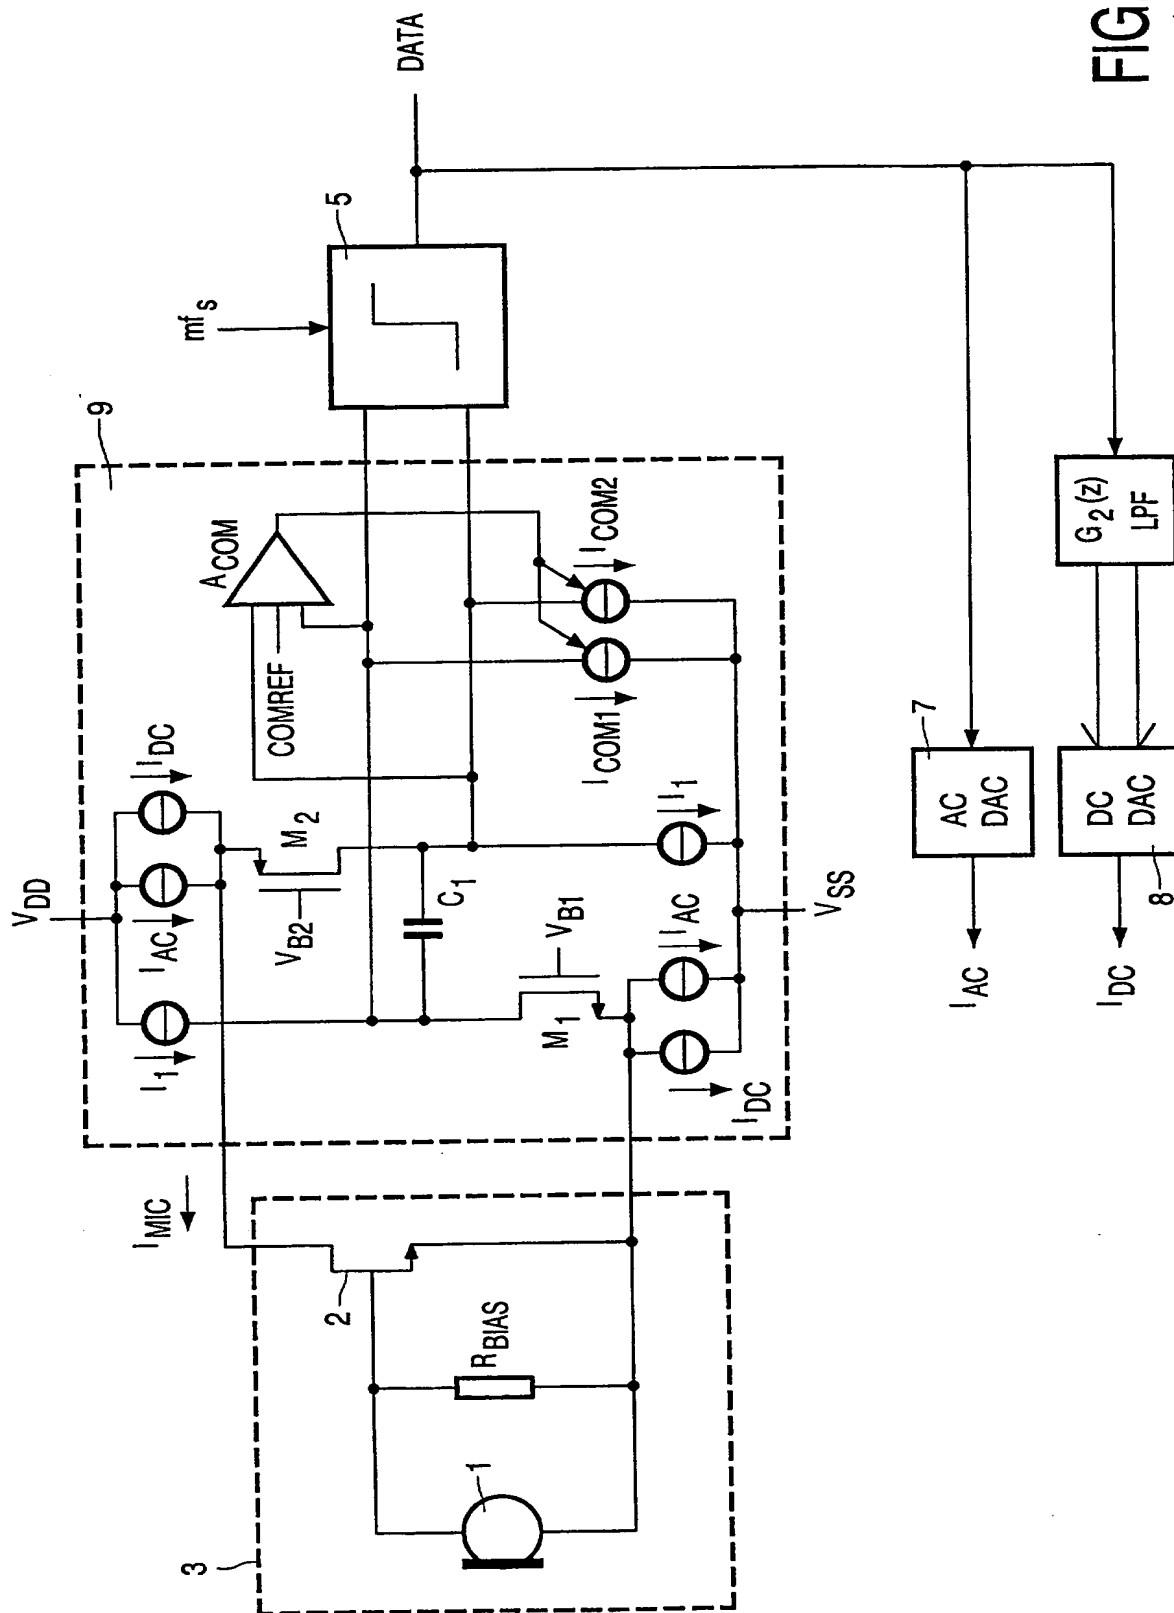 FIG
DATA
5
mf_s
9
A_COM
COMREF
I_COM2
I_COM1
V_DD
I_DC
I_AC
I_1
M_2
V_B2
C_1
I_1
V_B1
I_AC
M_1
I_DC
V_SS
I_MIC
3
2
R_BIAS
1
7
AC
DAC
I_AC
G_2(z)
LPF
DC
DAC
8
I_DC